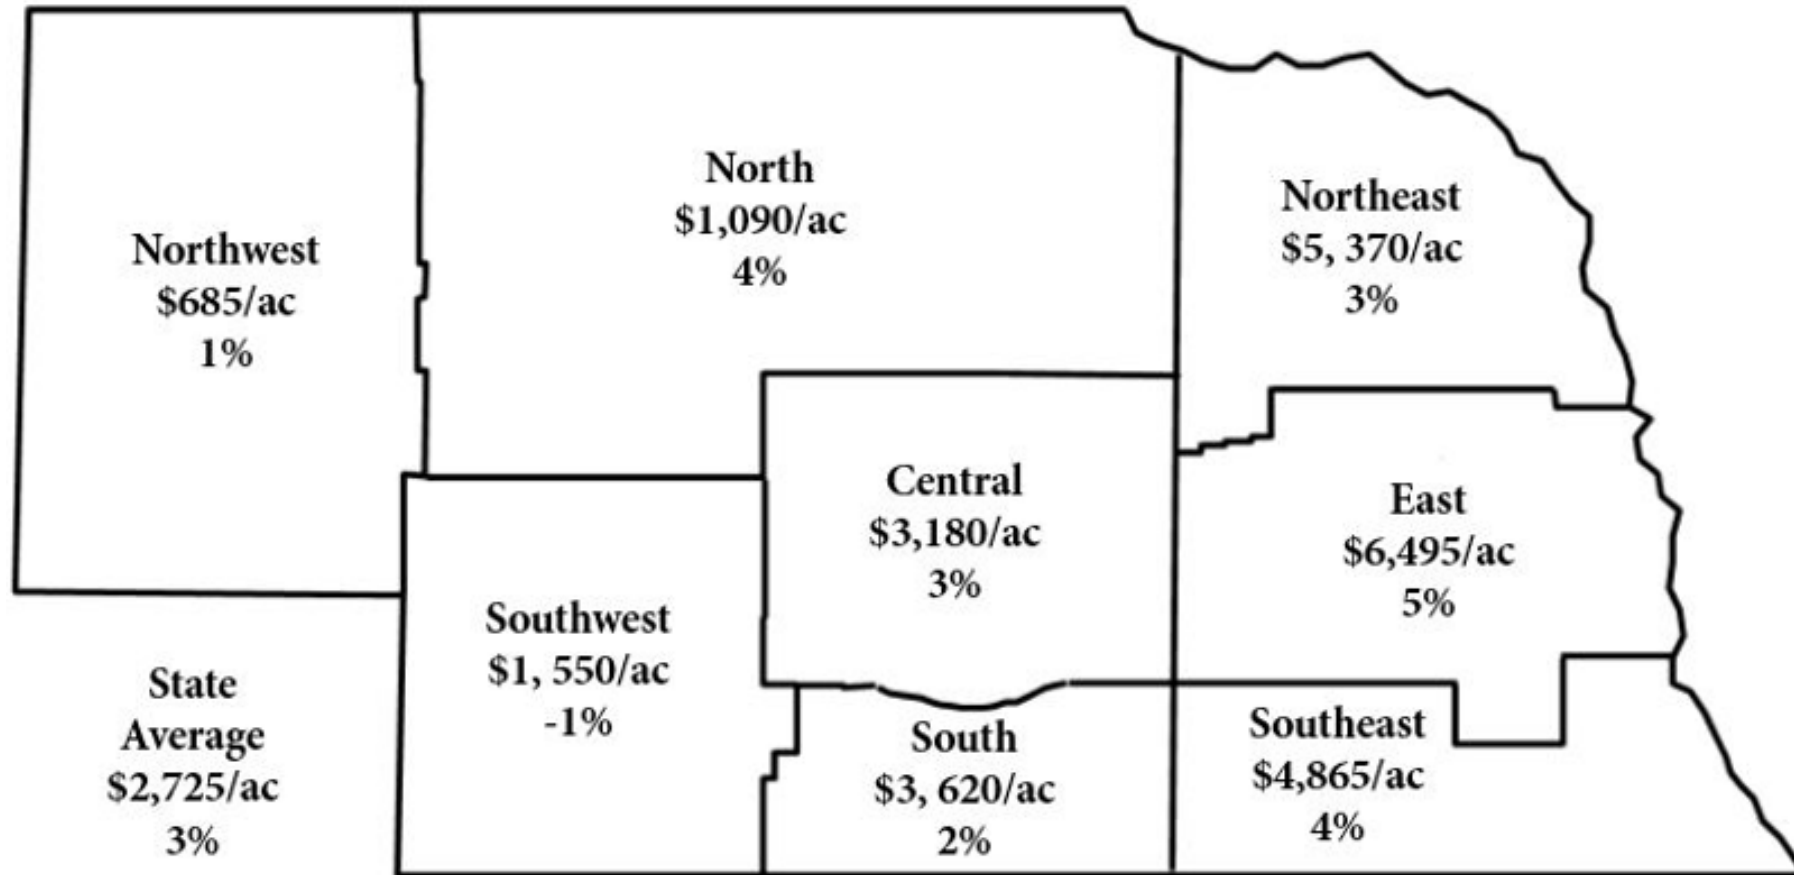 Northwest
$685/ac
1%
North
$1,090/ac
4%
Northeast
$5, 370/ac
3%
Central
$3,180/ac
3%
East
$6,495/ac
5%
Southwest
$1, 550/ac
-1%
South
$3, 620/ac
2%
Southeast
$4,865/ac
4%
State
Average
$2,725/ac
3%